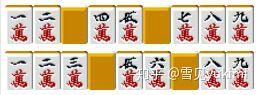 一 二 四 伍 七 八 九
萬 萬 萬 萬 萬 萬 萬
一 二 三 伍 六 八 九
萬 萬 萬 萬 萬 萬 萬
知乎 @雪贝